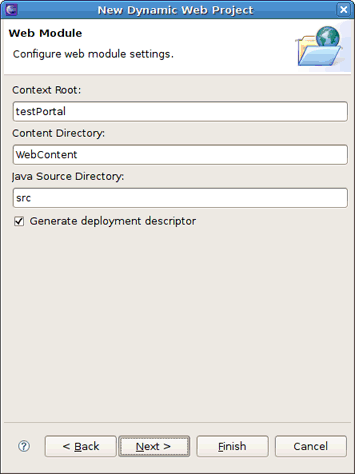 New Dynamic Web Project
Web Module
Configure web module settings.
Context Root:
testPortal
Content Directory:
WebContent
Java Source Directory:
src
Generate deployment descriptor
? < Back Next > Finish Cancel